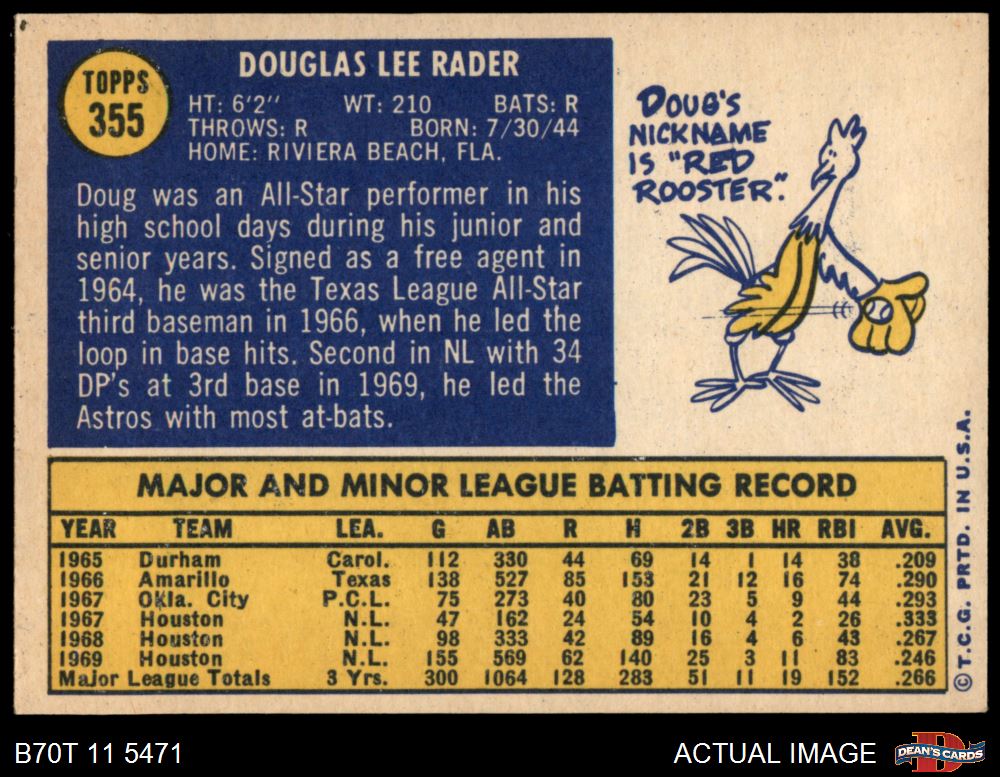 TOPPS
355
DOUGLAS LEE RADER
HT: 6'2" WT: 210 BATS: R
THROWS: R BORN: 7/30/44
HOME: RIVIERA BEACH, FLA.
Doug was an All-Star performer in his
high school days during his junior and
senior years. Signed as a free agent in
1964, he was the Texas League All-Star
third baseman in 1966, when he led the
loop in base hits. Second in NL with 34
DP's at 3rd base in 1969, he led the
Astros with most at-bats.
DOUG'S
NICKNAME
IS "RED
ROOSTER".
MAJOR AND MINOR LEAGUE BATTING RECORD
YEAR TEAM LEA. G AB R H 2B 3B HR RBI AVG.
1965 Durham Carol. 112 330 44 69 14 1 14 38 .209
1966 Amarillo Texas 138 527 85 153 21 12 16 74 .290
1967 Okla. City P.C.L. 75 273 40 80 23 5 9 44 .293
1967 Houston N.L. 47 162 24 54 10 4 2 26 .333
1968 Houston N.L. 98 333 42 89 16 4 6 43 .267
1969 Houston N.L. 155 569 62 140 25 3 11 83 .246
Major League Totals 3 Yrs. 300 1064 128 283 51 11 19 152 .266
© T.C.G. PRTD. IN U.S.A.
B70T 11 5471
ACTUAL IMAGE
D
DEAN'S CARDS